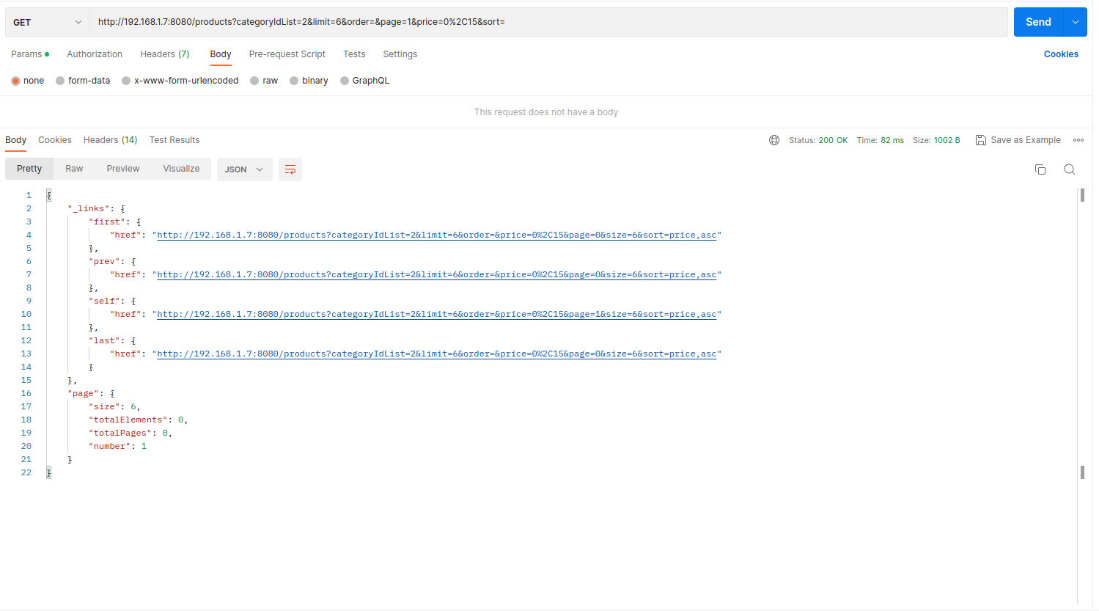 GET http://192.168.1.7:8080/products?categoryIdList=2&limit=6&order=&page=1&price=0%2C15&sort= Send
Params Authorization Headers (7) Body Pre-request Script Tests Settings Cookies
none form-data x-www-form-urlencoded raw binary GraphQL
This request does not have a body
Body Cookies Headers (14) Test Results Status: 200 OK Time: 82 ms Size: 1002 B Save as Example
Pretty Raw Preview Visualize JSON
1 {
2 "_links": {
3 "first": {
4 "href": "http://192.168.1.7:8080/products?categoryIdList=2&limit=6&order=&price=0%2C15&page=0&size=6&sort=price,asc"
5 },
6 "prev": {
7 "href": "http://192.168.1.7:8080/products?categoryIdList=2&limit=6&order=&price=0%2C15&page=0&size=6&sort=price,asc"
8 },
9 "self": {
10 "href": "http://192.168.1.7:8080/products?categoryIdList=2&limit=6&order=&price=0%2C15&page=1&size=6&sort=price,asc"
11 },
12 "last": {
13 "href": "http://192.168.1.7:8080/products?categoryIdList=2&limit=6&order=&price=0%2C15&page=0&size=6&sort=price,asc"
14 }
15 },
16 "page": {
17 "size": 6,
18 "totalElements": 0,
19 "totalPages": 0,
20 "number": 1
21 }
22 }